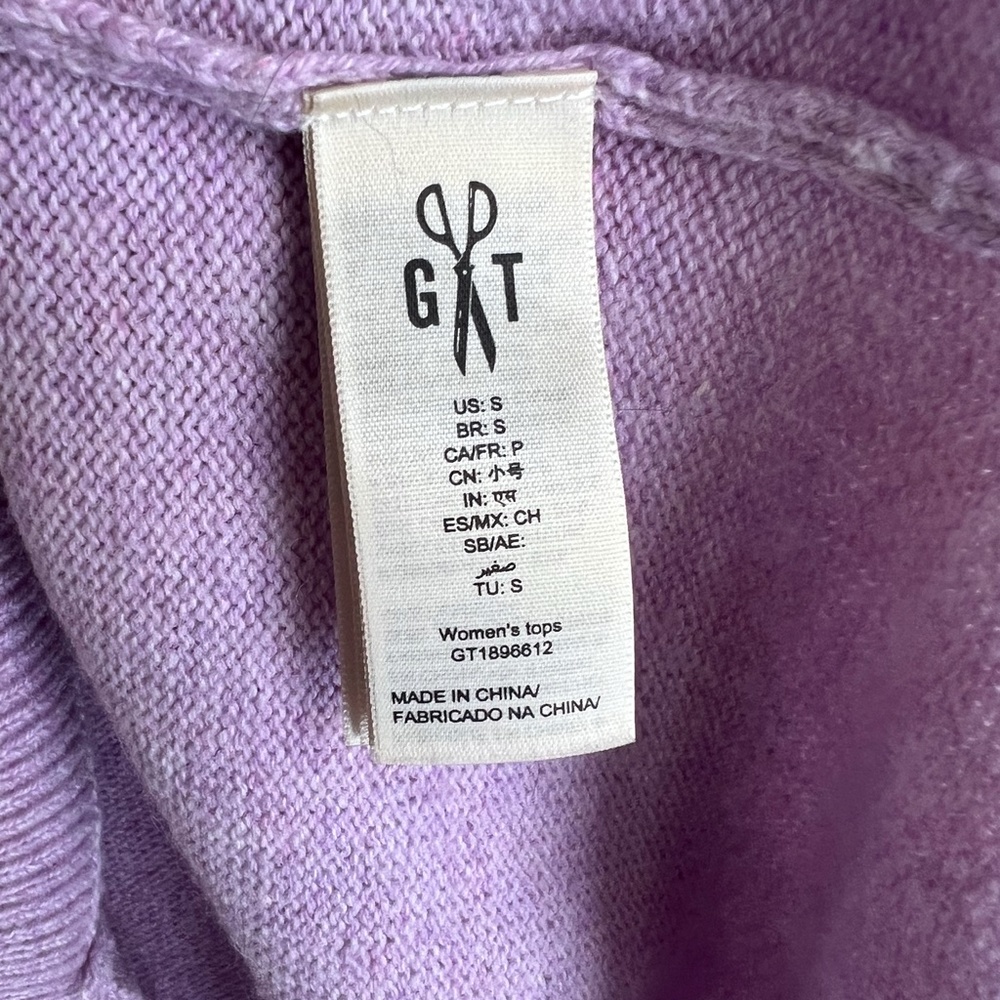 G T
US: S
BR: S
CA/FR: P
CN: 小号
IN: एस
ES/MX: CH
SB/AE:
صغير
TU: S
Women's tops
GT1896612
MADE IN CHINA/
FABRICADO NA CHINA/